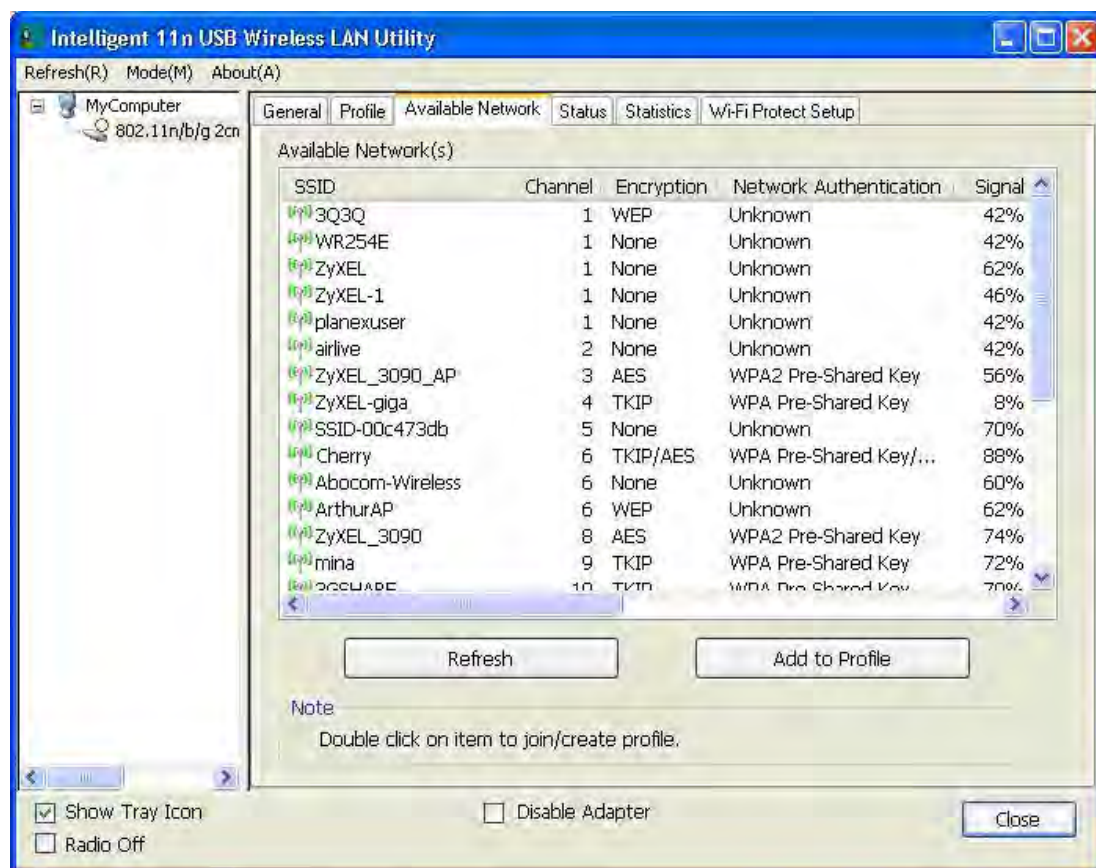 Intelligent 11n USB Wireless LAN Utility
Refresh(R) Mode(M) About(A)
MyComputer
802.11n/b/g 2cn
General Profile Available Network Status Statistics Wi-Fi Protect Setup
Available Network(s)
SSID Channel Encryption Network Authentication Signal
3Q3Q 1 WEP Unknown 42%
WR254E 1 None Unknown 42%
ZyXEL 1 None Unknown 62%
ZyXEL-1 1 None Unknown 46%
planexuser 1 None Unknown 42%
airlive 2 None Unknown 42%
ZyXEL_3090_AP 3 AES WPA2 Pre-Shared Key 56%
ZyXEL-giga 4 TKIP WPA Pre-Shared Key 8%
SSID-00c473db 5 None Unknown 70%
Cherry 6 TKIP/AES WPA Pre-Shared Key/... 88%
Abocom-Wireless 6 None Unknown 60%
ArthurAP 6 WEP Unknown 62%
ZyXEL_3090 8 AES WPA2 Pre-Shared Key 74%
mina 9 TKIP WPA Pre-Shared Key 72%
10 TKIP WPA Pre-Shared Key 70%
Refresh Add to Profile
Note
Double click on item to join/create profile.
Show Tray Icon Disable Adapter Close
Radio Off